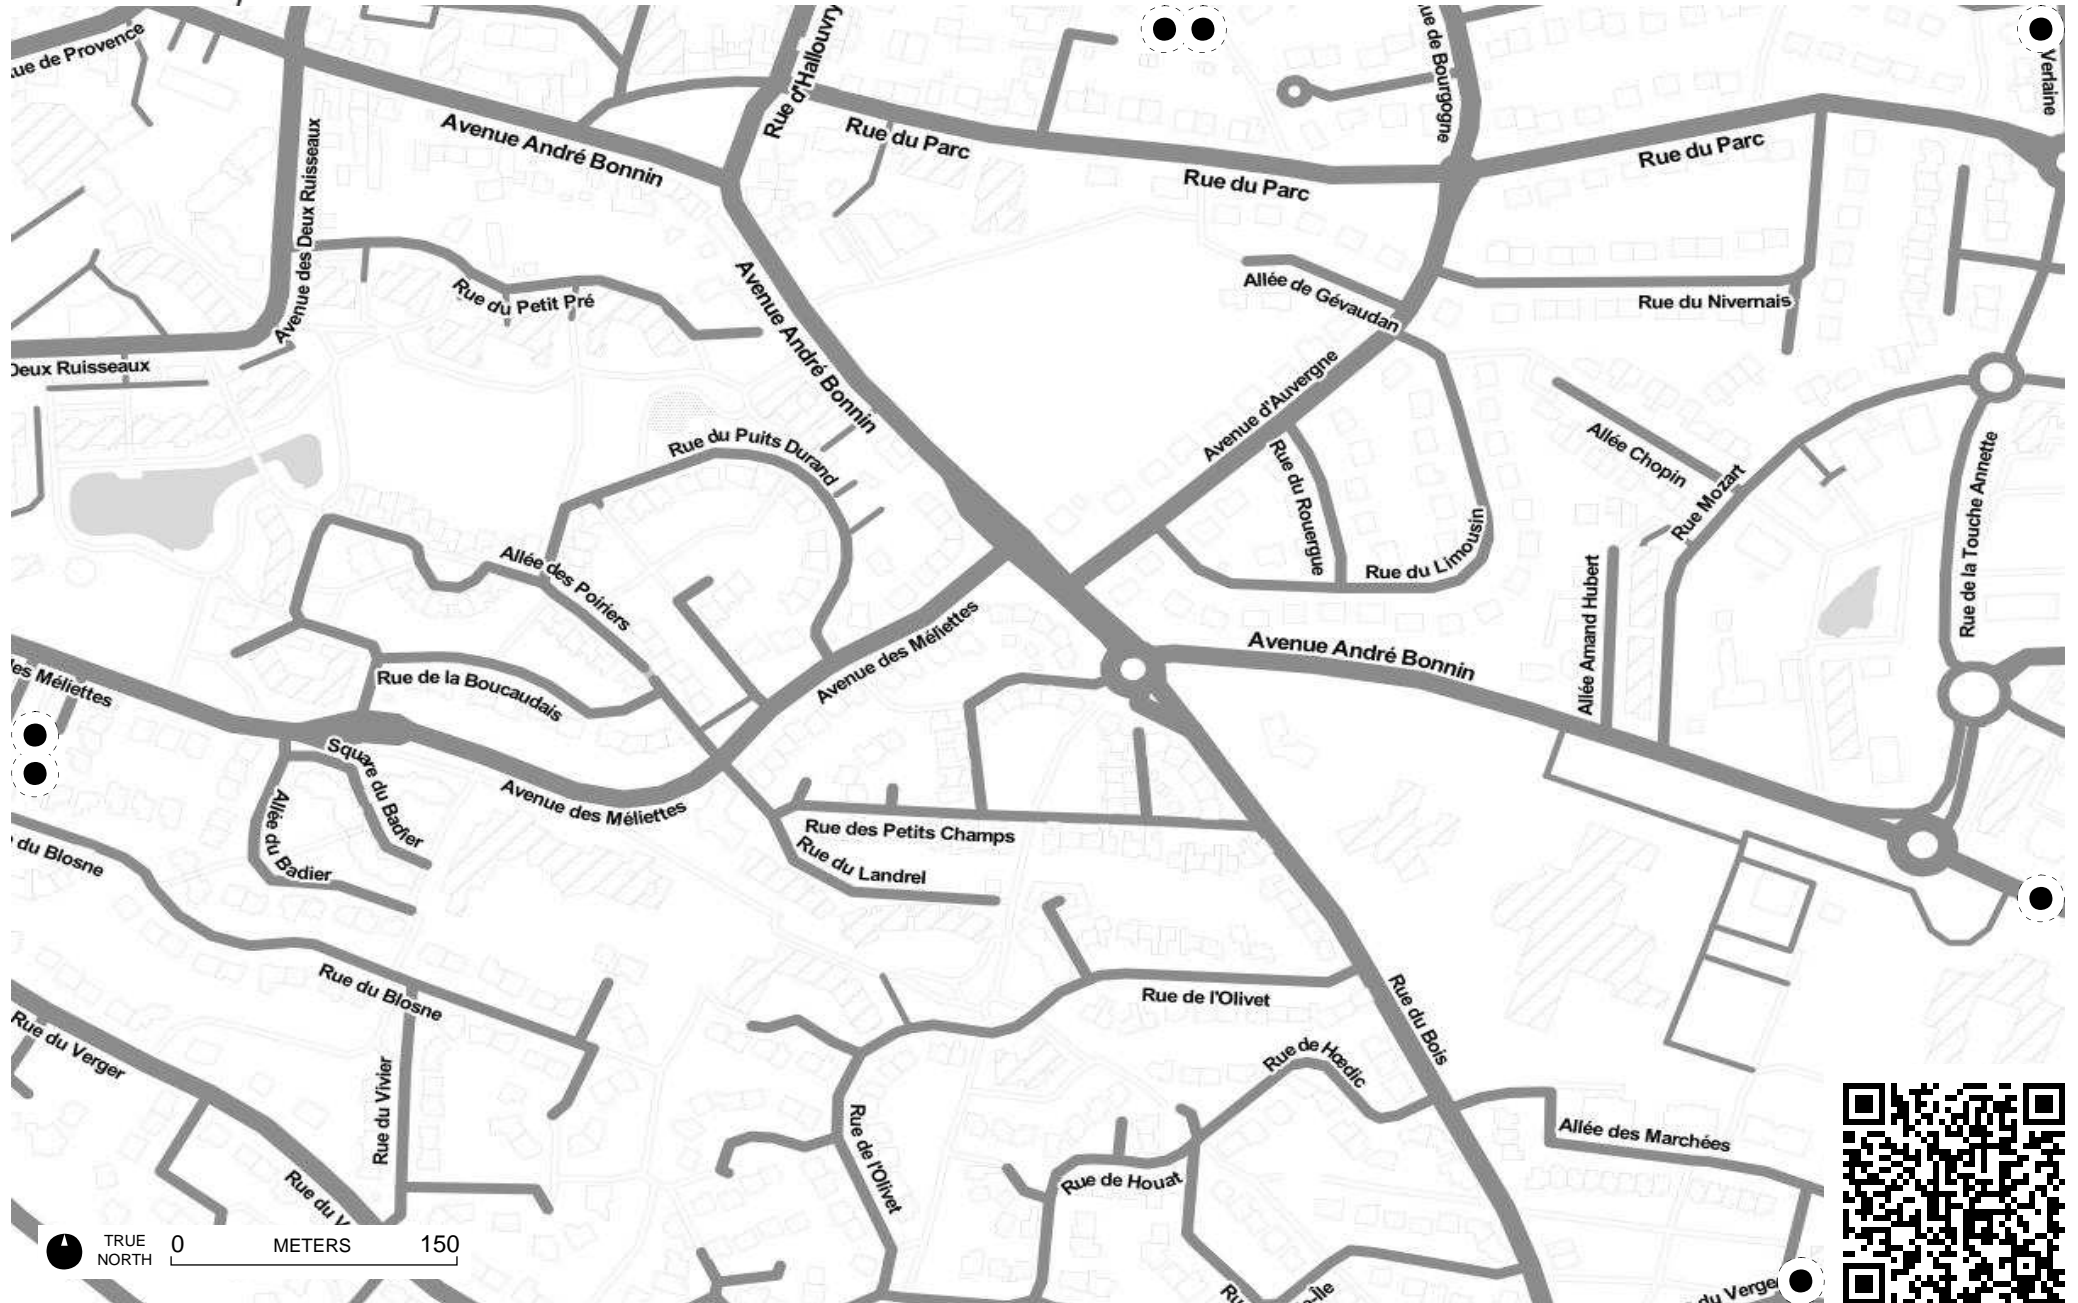 ue de Provence
Rue d'Hallouvry
ue de Bourgogne
Verlaine
Avenue André Bonnin
Rue du Parc
Rue du Parc
Rue du Parc
Avenue des Deux Ruisseaux
Rue du Petit Pré
Avenue André Bonnin
Allée de Gévaudan
Rue du Nivernais
Deux Ruisseaux
Avenue d'Auvergne
Rue du Puits Durand
Rue du Rouergue
Allée Chopin
Rue Mozart
Rue de la Touche Annette
Allée des Poiriers
Rue du Limousin
Allée Amand Hubert
Avenue des Méliettes
Avenue André Bonnin
des Méliettes
Rue de la Boucaudais
Square du Badier
Allée du Badier
Avenue des Méliettes
Rue des Petits Champs
Rue du Landrel
du Blosne
Rue du Blosne
Rue de l'Olivet
Rue du Bois
Rue du Verger
Rue du Vivier
Rue de Hœdic
Rue de l'Olivet
Allée des Marchées
Rue de Houat
Rue du V
Ru
-Île
du Verge
TRUE
NORTH
0 METERS 150